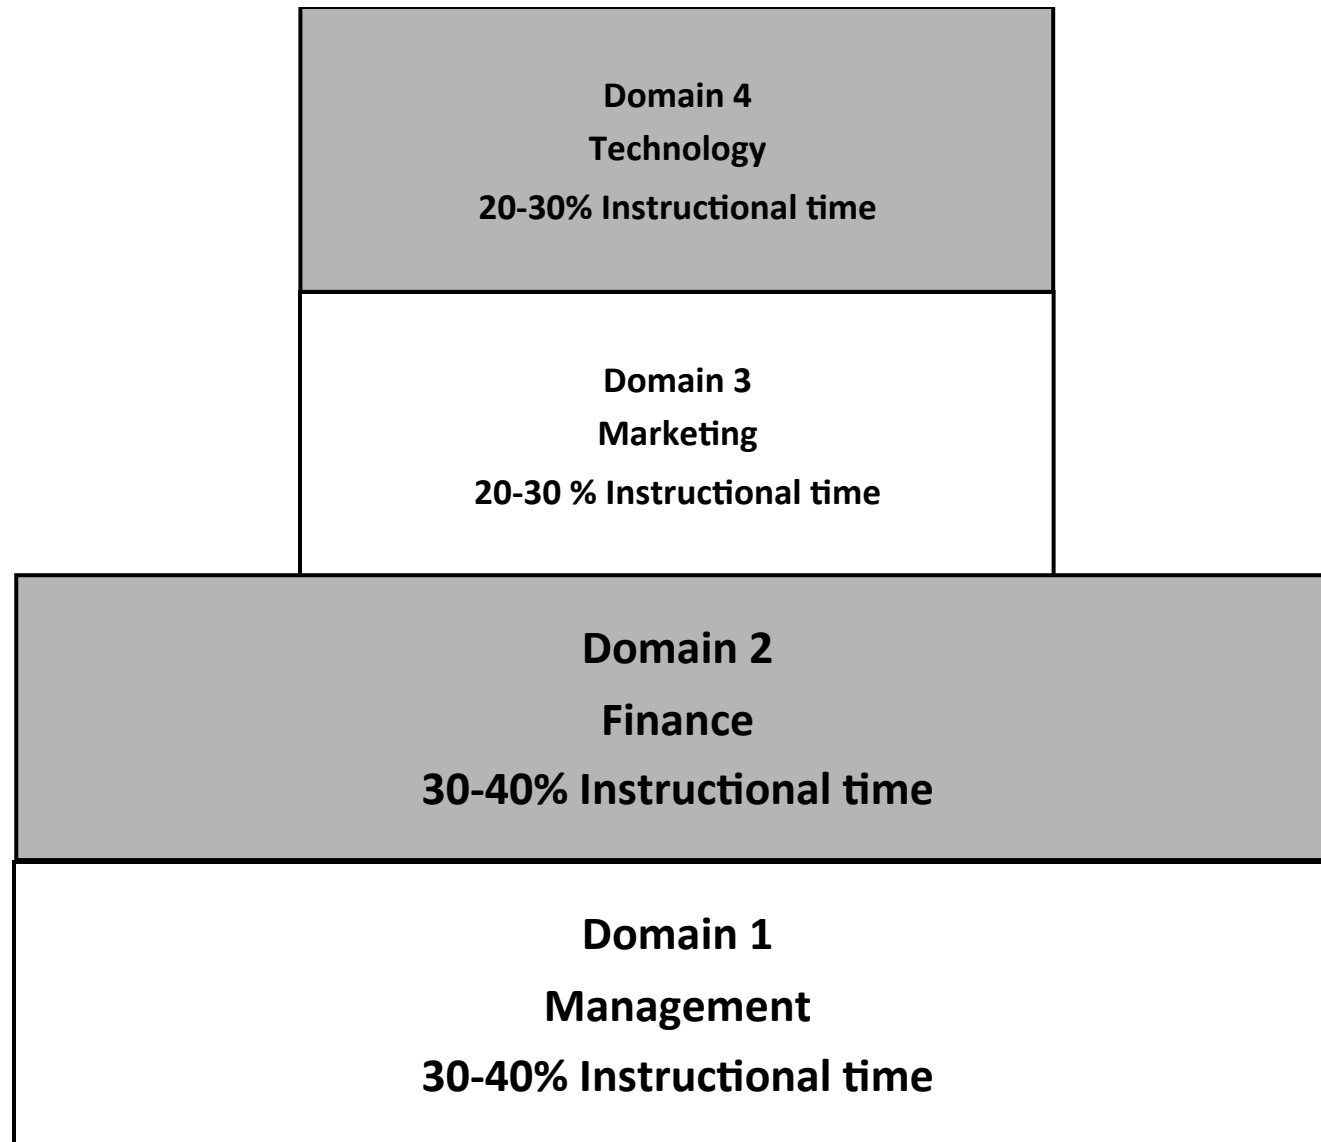 Domain 4
Technology
20-30% Instructional time
Domain 3
Marketing
20-30 % Instructional time
Domain 2
Finance
30-40% Instructional time
Domain 1
Management
30-40% Instructional time